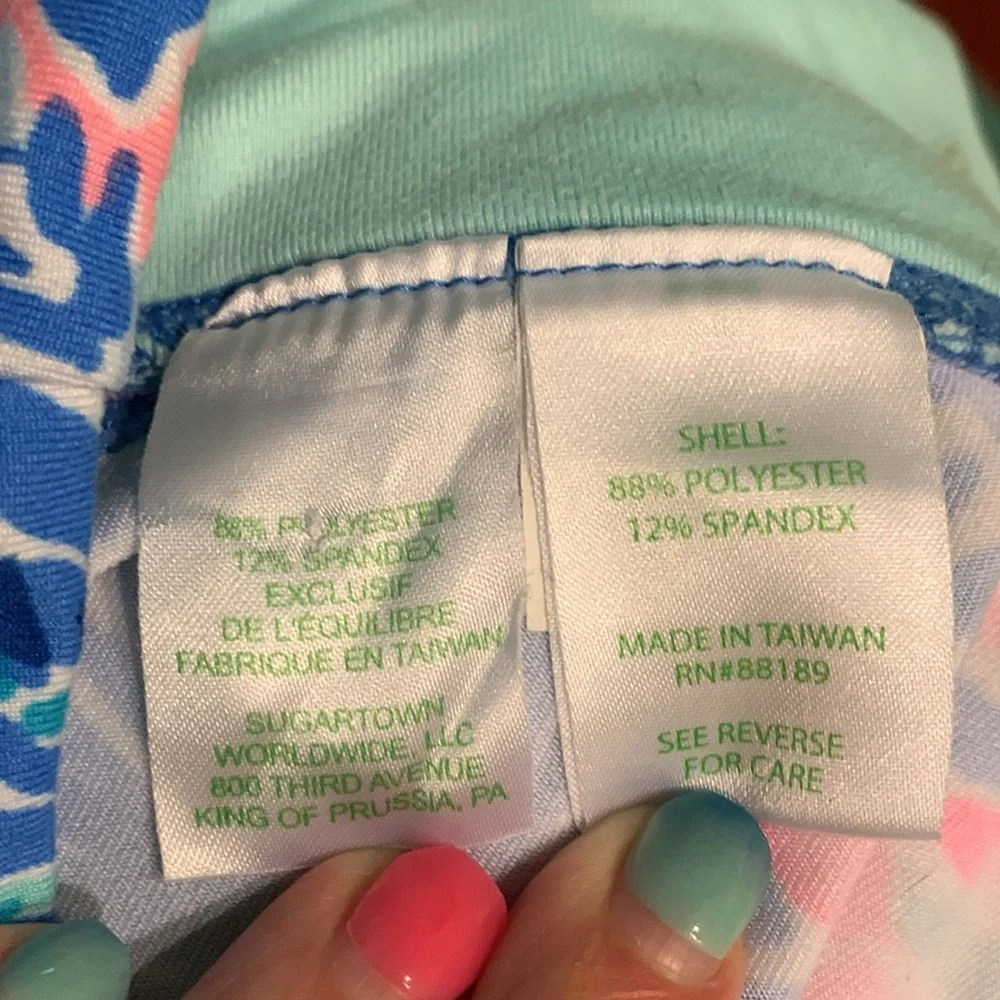 88% POLYESTER
12% SPANDEX
EXCLUSIF
DE L'ÉQUILIBRE
FABRIQUE EN TAIWAN
SUGARTOWN
WORLDWIDE, LLC
800 THIRD AVENUE
KING OF PRUSSIA, PA
SHELL:
88% POLYESTER
12% SPANDEX
MADE IN TAIWAN
RN#88189
SEE REVERSE
FOR CARE